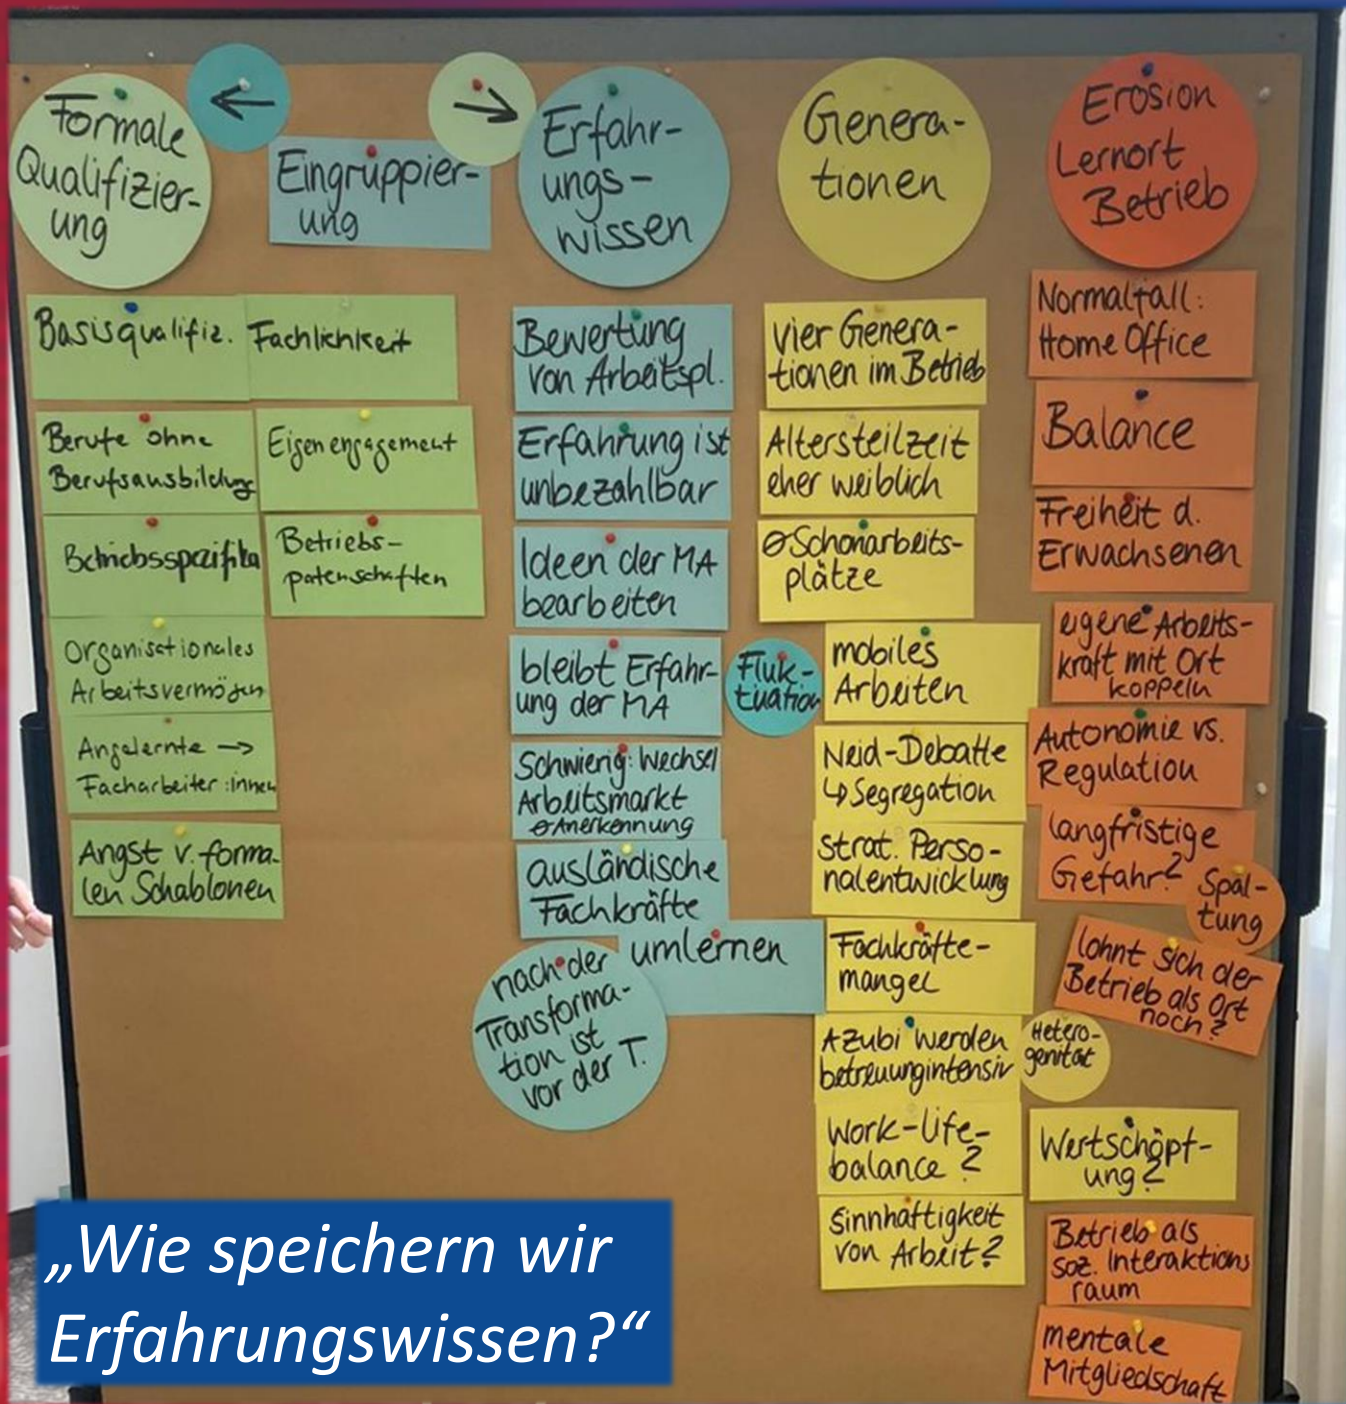 Formale
Qualifizier-
ung
←
Eingruppier-
ung
→
Basisqualifiz.
Berufe ohne
Berufsausbildung
Betriebsspezifika
Organisationales
Arbeitsvermögen
Angelernte →
Facharbeiter:innen
Angst v. forma-
len Schablonen
Fachlichkeit
Eigenengagement
Betriebs-
patenschaften
Erfahr-
ungs-
wissen
Bewertung
von Arbeitspl.
Erfahrung ist
unbezahlbar
Ideen der MA
bearbeiten
bleibt Erfahr-
ung der MA
Fluk-
tuation
Schwierig: Wechsel
Arbeitsmarkt
∅ Anerkennung
ausländische
Fachkräfte
umlernen
nach der
Transforma-
tion ist
vor der T.
Genera-
tionen
vier Genera-
tionen im Betrieb
Altersteilzeit
eher weiblich
∅ Schonarbeits-
plätze
mobiles
Arbeiten
Neid-Debatte
↳ Segregation
Strat. Perso-
nalentwicklung
Fachkräfte-
mangel
Azubi werden
betreuungintensiv
Hetero-
genität
Work-life-
balance?
Sinnhaftigkeit
von Arbeit?
Wertschöpf-
ung?
Erosion
Lernort
Betrieb
Normalfall:
Home Office
Balance
Freiheit d.
Erwachsenen
eigene Arbeits-
kraft mit Ort
koppeln
Autonomie vs.
Regulation
langfristige
Gefahr?
Spal-
tung
lohnt sich der
Betrieb als Ort
noch?
Betrieb als
soz. Interaktions
raum
mentale
Mitgliedschaft
„Wie speichern wir
Erfahrungswissen?“